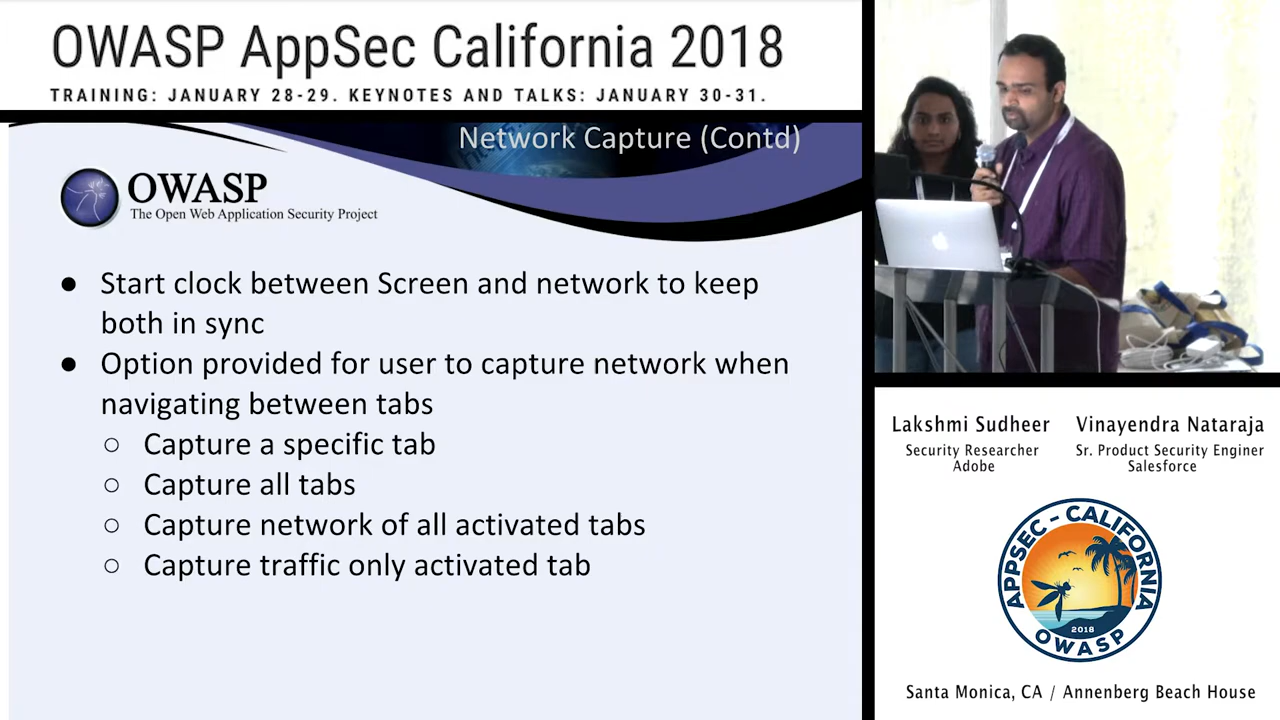 OWASP AppSec California 2018
TRAINING: JANUARY 28-29. KEYNOTES AND TALKS: JANUARY 30-31.
Network Capture (Contd)
OWASP
The Open Web Application Security Project
● Start clock between Screen and network to keep
both in sync
● Option provided for user to capture network when
navigating between tabs
○ Capture a specific tab
○ Capture all tabs
○ Capture network of all activated tabs
○ Capture traffic only activated tab
Lakshmi Sudheer
Security Researcher
Adobe
Vinayendra Nataraja
Sr. Product Security Enginer
Salesforce
APPSEC - CALIFORNIA
2018
OWASP
Santa Monica, CA / Annenberg Beach House